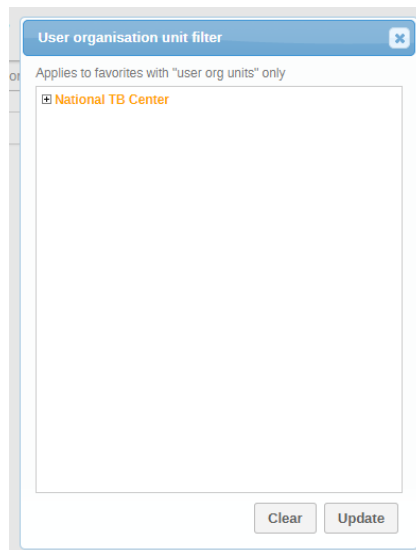 User organisation unit filter
Applies to favorites with "user org units" only
National TB Center
Clear Update